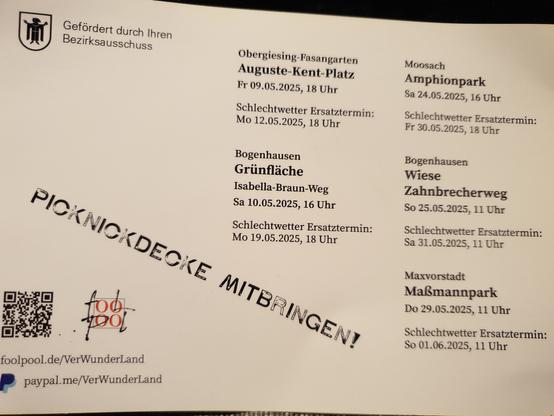 Gefördert durch Ihren
Bezirksausschuss
Obergiesing-Fasangarten
Auguste-Kent-Platz
Fr 09.05.2025, 18 Uhr
Schlechtwetter Ersatztermin:
Mo 12.05.2025, 18 Uhr
Bogenhausen
Grünfläche
Isabella-Braun-Weg
Sa 10.05.2025, 16 Uhr
Schlechtwetter Ersatztermin:
Mo 19.05.2025, 18 Uhr
Moosach
Amphionpark
Sa 24.05.2025, 16 Uhr
Schlechtwetter Ersatztermin:
Fr 30.05.2025, 18 Uhr
Bogenhausen
Wiese
Zahnbrecherweg
So 25.05.2025, 11 Uhr
Schlechtwetter Ersatztermin:
Sa 31.05.2025, 11 Uhr
Maxvorstadt
Maßmannpark
Do 29.05.2025, 11 Uhr
Schlechtwetter Ersatztermin:
So 01.06.2025, 11 Uhr
PICKNICKDECKE MITBRINGEN!
foolpool.de/VerWunderLand
paypal.me/VerWunderLand